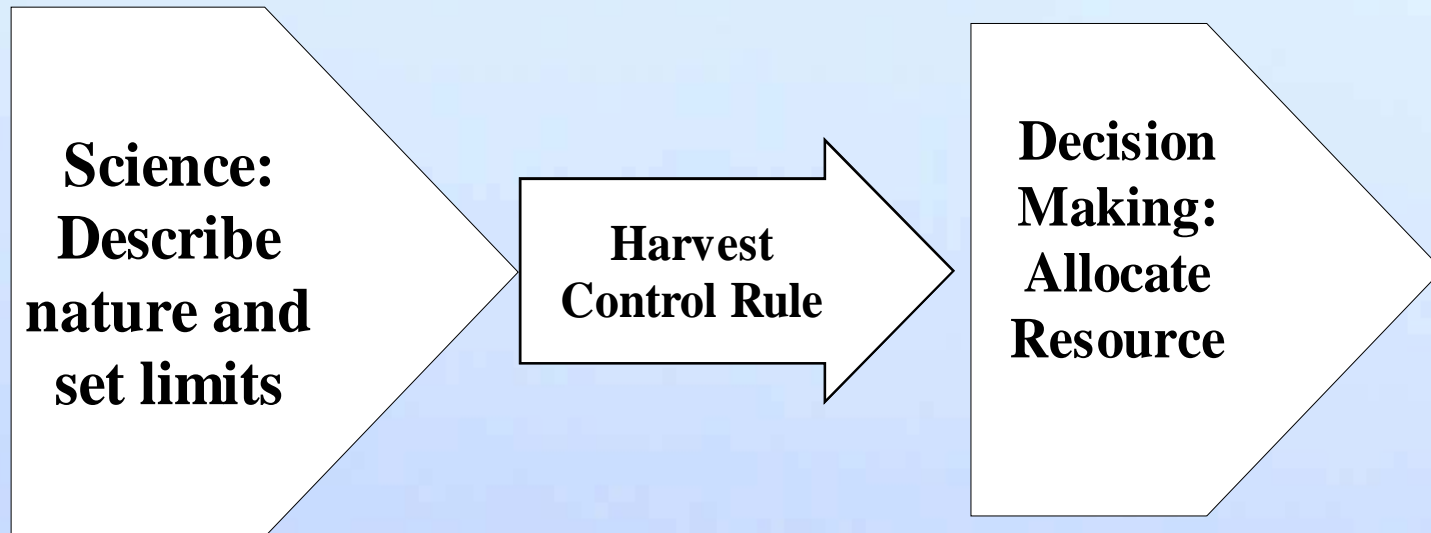 Science:
Describe
nature and
set limits
Harvest
Control Rule
Decision
Making:
Allocate
Resource